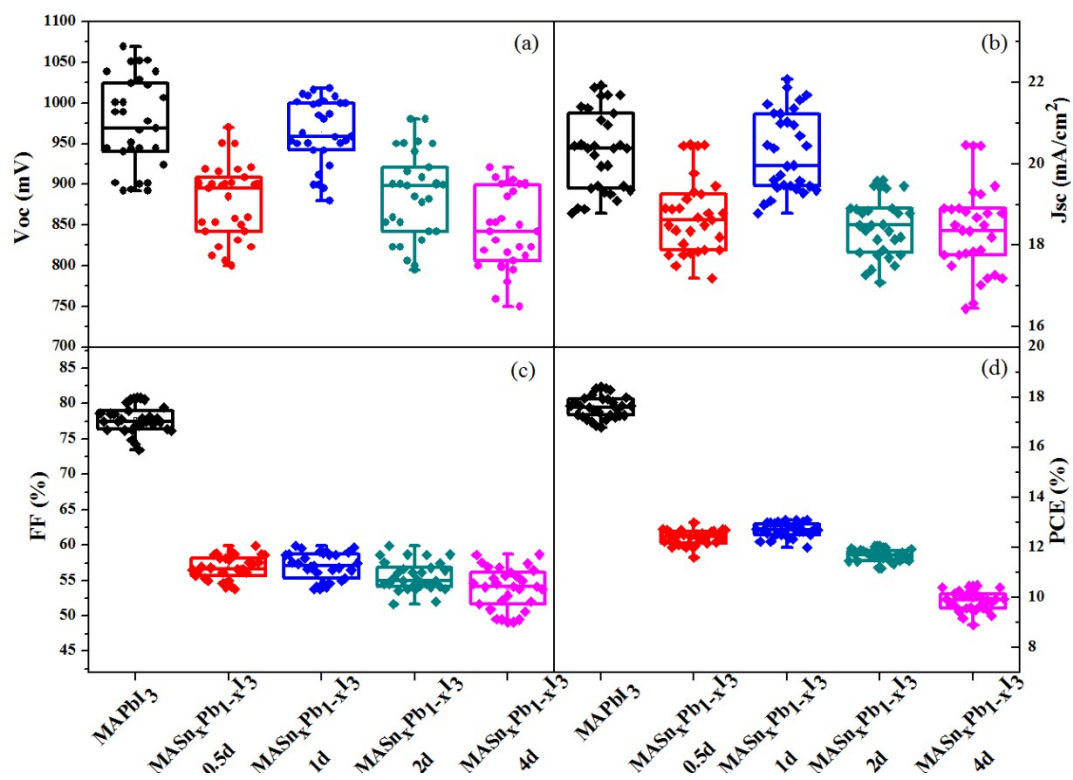 1100
1050
1000
950
900
850
800
750
700
Voc (mV)
(a)
(b)
22
20
18
16
Jsc (mA/cm²)
85
80
75
70
65
60
55
50
45
FF (%)
(c)
(d)
20
18
16
14
12
10
8
PCE (%)
MAPbI₃
MASnₓPb₁₋ₓI₃
0.5d
MASnₓPb₁₋ₓI₃
1d
MASnₓPb₁₋ₓI₃
2d
MASnₓPb₁₋ₓI₃
4d
MASnₓPb₁₋ₓI₃
0.5d
MASnₓPb₁₋ₓI₃
1d
MASnₓPb₁₋ₓI₃
2d
MASnₓPb₁₋ₓI₃
4d
MAPbI₃